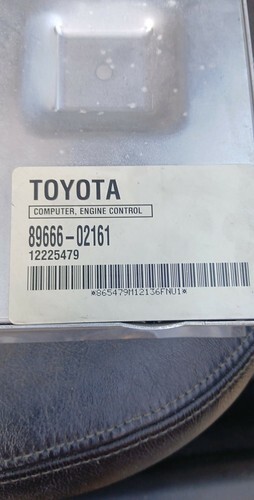 TOYOTA
COMPUTER, ENGINE CONTROL
89666-02161
12225479
*865479M12136FNU1*